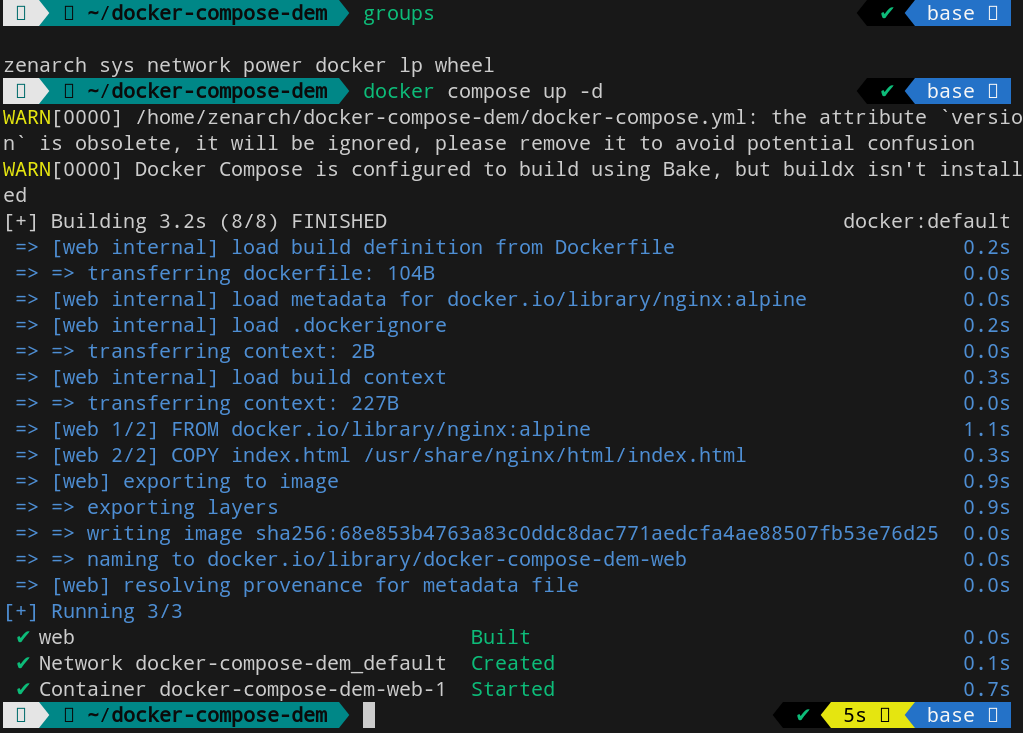 ~/docker-compose-dem groups ✔ base
zenarch sys network power docker lp wheel
~/docker-compose-dem docker compose up -d ✔ base
WARN[0000] /home/zenarch/docker-compose-dem/docker-compose.yml: the attribute `versio
n` is obsolete, it will be ignored, please remove it to avoid potential confusion
WARN[0000] Docker Compose is configured to build using Bake, but buildx isn't install
ed
[+] Building 3.2s (8/8) FINISHED docker:default
=> [web internal] load build definition from Dockerfile 0.2s
=> => transferring dockerfile: 104B 0.0s
=> [web internal] load metadata for docker.io/library/nginx:alpine 0.0s
=> [web internal] load .dockerignore 0.2s
=> => transferring context: 2B 0.0s
=> [web internal] load build context 0.3s
=> => transferring context: 227B 0.0s
=> [web 1/2] FROM docker.io/library/nginx:alpine 1.1s
=> [web 2/2] COPY index.html /usr/share/nginx/html/index.html 0.3s
=> [web] exporting to image 0.9s
=> => exporting layers 0.9s
=> => writing image sha256:68e853b4763a83c0ddc8dac771aedcfa4ae88507fb53e76d25 0.0s
=> => naming to docker.io/library/docker-compose-dem-web 0.0s
=> [web] resolving provenance for metadata file 0.0s
[+] Running 3/3
✔ web Built 0.0s
✔ Network docker-compose-dem_default Created 0.1s
✔ Container docker-compose-dem-web-1 Started 0.7s
~/docker-compose-dem ✔ 5s base